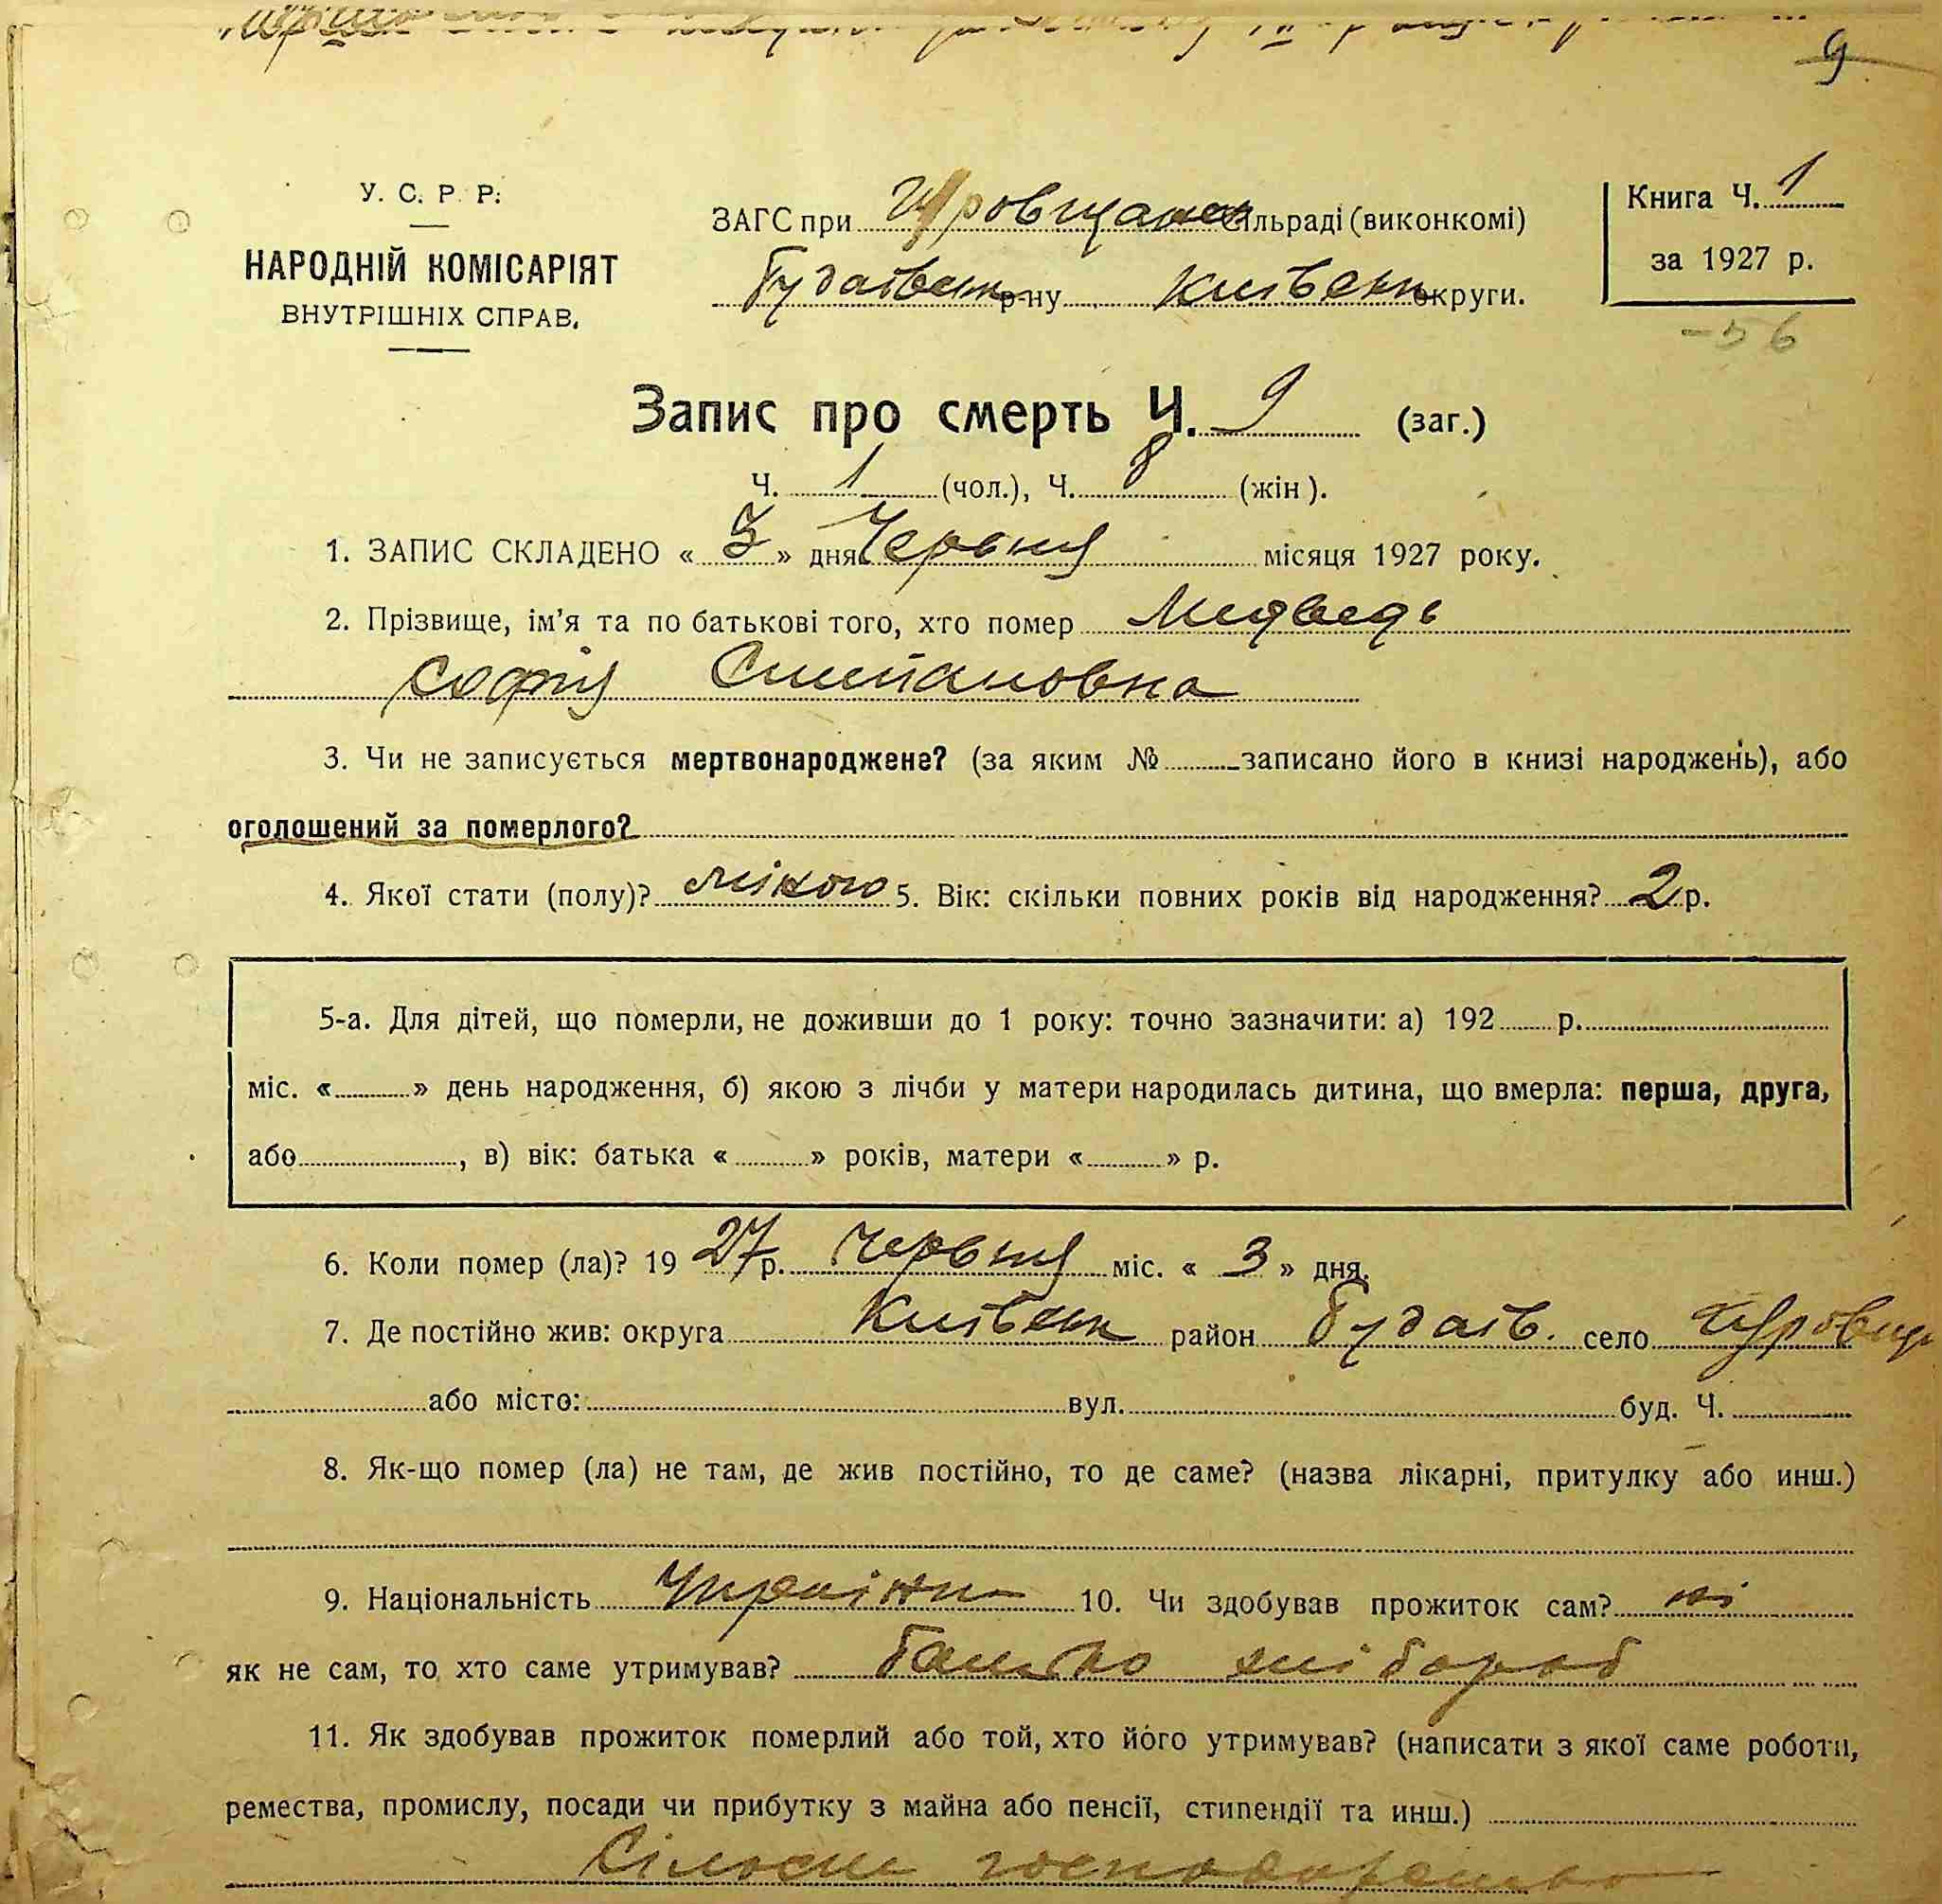 9
У. С. Р. Р.
НАРОДНІЙ КОМІСАРІЯТ
ВНУТРІШНІХ СПРАВ.
ЗАГС при Юровщанск сільраді (виконкомі)
Будаївськ р-ну Київськ округи.
Книга Ч. 1
за 1927 р.
-56
Запис про смерть Ч. 9 (заг.)
Ч. 1 (чол.), Ч. 8 (жін).
1. ЗАПИС СКЛАДЕНО « 3 » дня Червня місяця 1927 року.
2. Прізвище, ім'я та по батькові того, хто помер Медведь
Софія Степановна
3. Чи не записується мертвонароджене? (за яким № записано його в книзі народжень), або
оголошений за померлого?
4. Якої стати (полу)? жіною 5. Вік: скільки повних років від народження? 2 р.
5-а. Для дітей, що померли, не доживши до 1 року: точно зазначити: а) 192 р.
міс. « » день народження, б) якою з лічби у матери народилась дитина, що вмерла: перша, друга,
або , в) вік: батька « » років, матери « » р.
6. Коли помер (ла)? 19 27 р. Червня міс. « 3 » дня.
7. Де постійно жив: округа Київськ район Будаїв. село
або місто: вул. буд. Ч.
8. Як-що помер (ла) не там, де жив постійно, то де саме? (назва лікарні, притулку або инш.)
9. Національність Україн 10. Чи здобував прожиток сам? ні
як не сам, то хто саме утримував? батько хлібороб
11. Як здобував прожиток померлий або той, хто його утримував? (написати з якої саме роботи,
ремества, промислу, посади чи прибутку з майна або пенсії, стипендії та инш.)
Сільське господарство